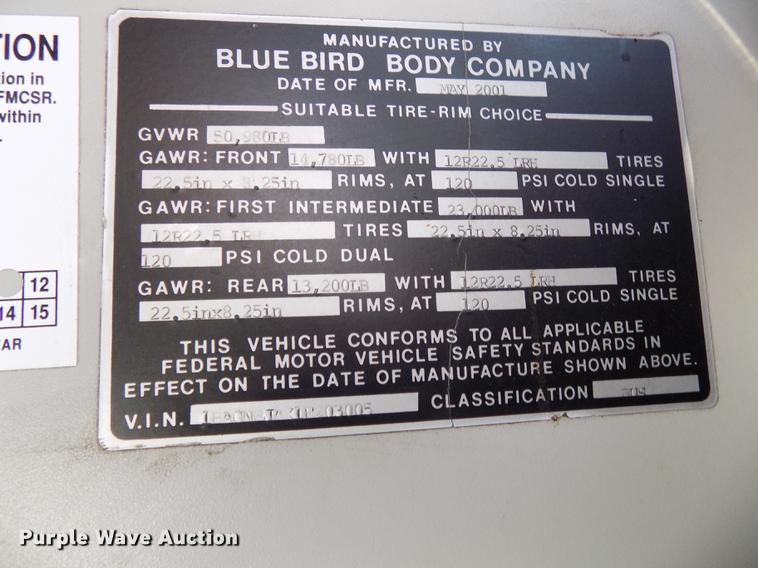 TION
tion in
FMCSR.
within
12
14 15
AR
MANUFACTURED BY
BLUE BIRD BODY COMPANY
DATE OF MFR. MAY 2001
SUITABLE TIRE-RIM CHOICE
GVWR 50,980LB
GAWR: FRONT 14,780LB WITH 12R22.5 LRH TIRES
22.5in x 8.25in RIMS, AT 120 PSI COLD SINGLE
GAWR: FIRST INTERMEDIATE 23,000LB WITH
12R22.5 LRH TIRES 22.5in x 8.25in RIMS, AT
120 PSI COLD DUAL
GAWR: REAR 13,200LB WITH 12R22.5 LRH TIRES
22.5inx8.25in RIMS, AT 120 PSI COLD SINGLE
THIS VEHICLE CONFORMS TO ALL APPLICABLE
FEDERAL MOTOR VEHICLE SAFETY STANDARDS IN
EFFECT ON THE DATE OF MANUFACTURE SHOWN ABOVE.
V.I.N. CLASSIFICATION BUS
Purple Wave Auction